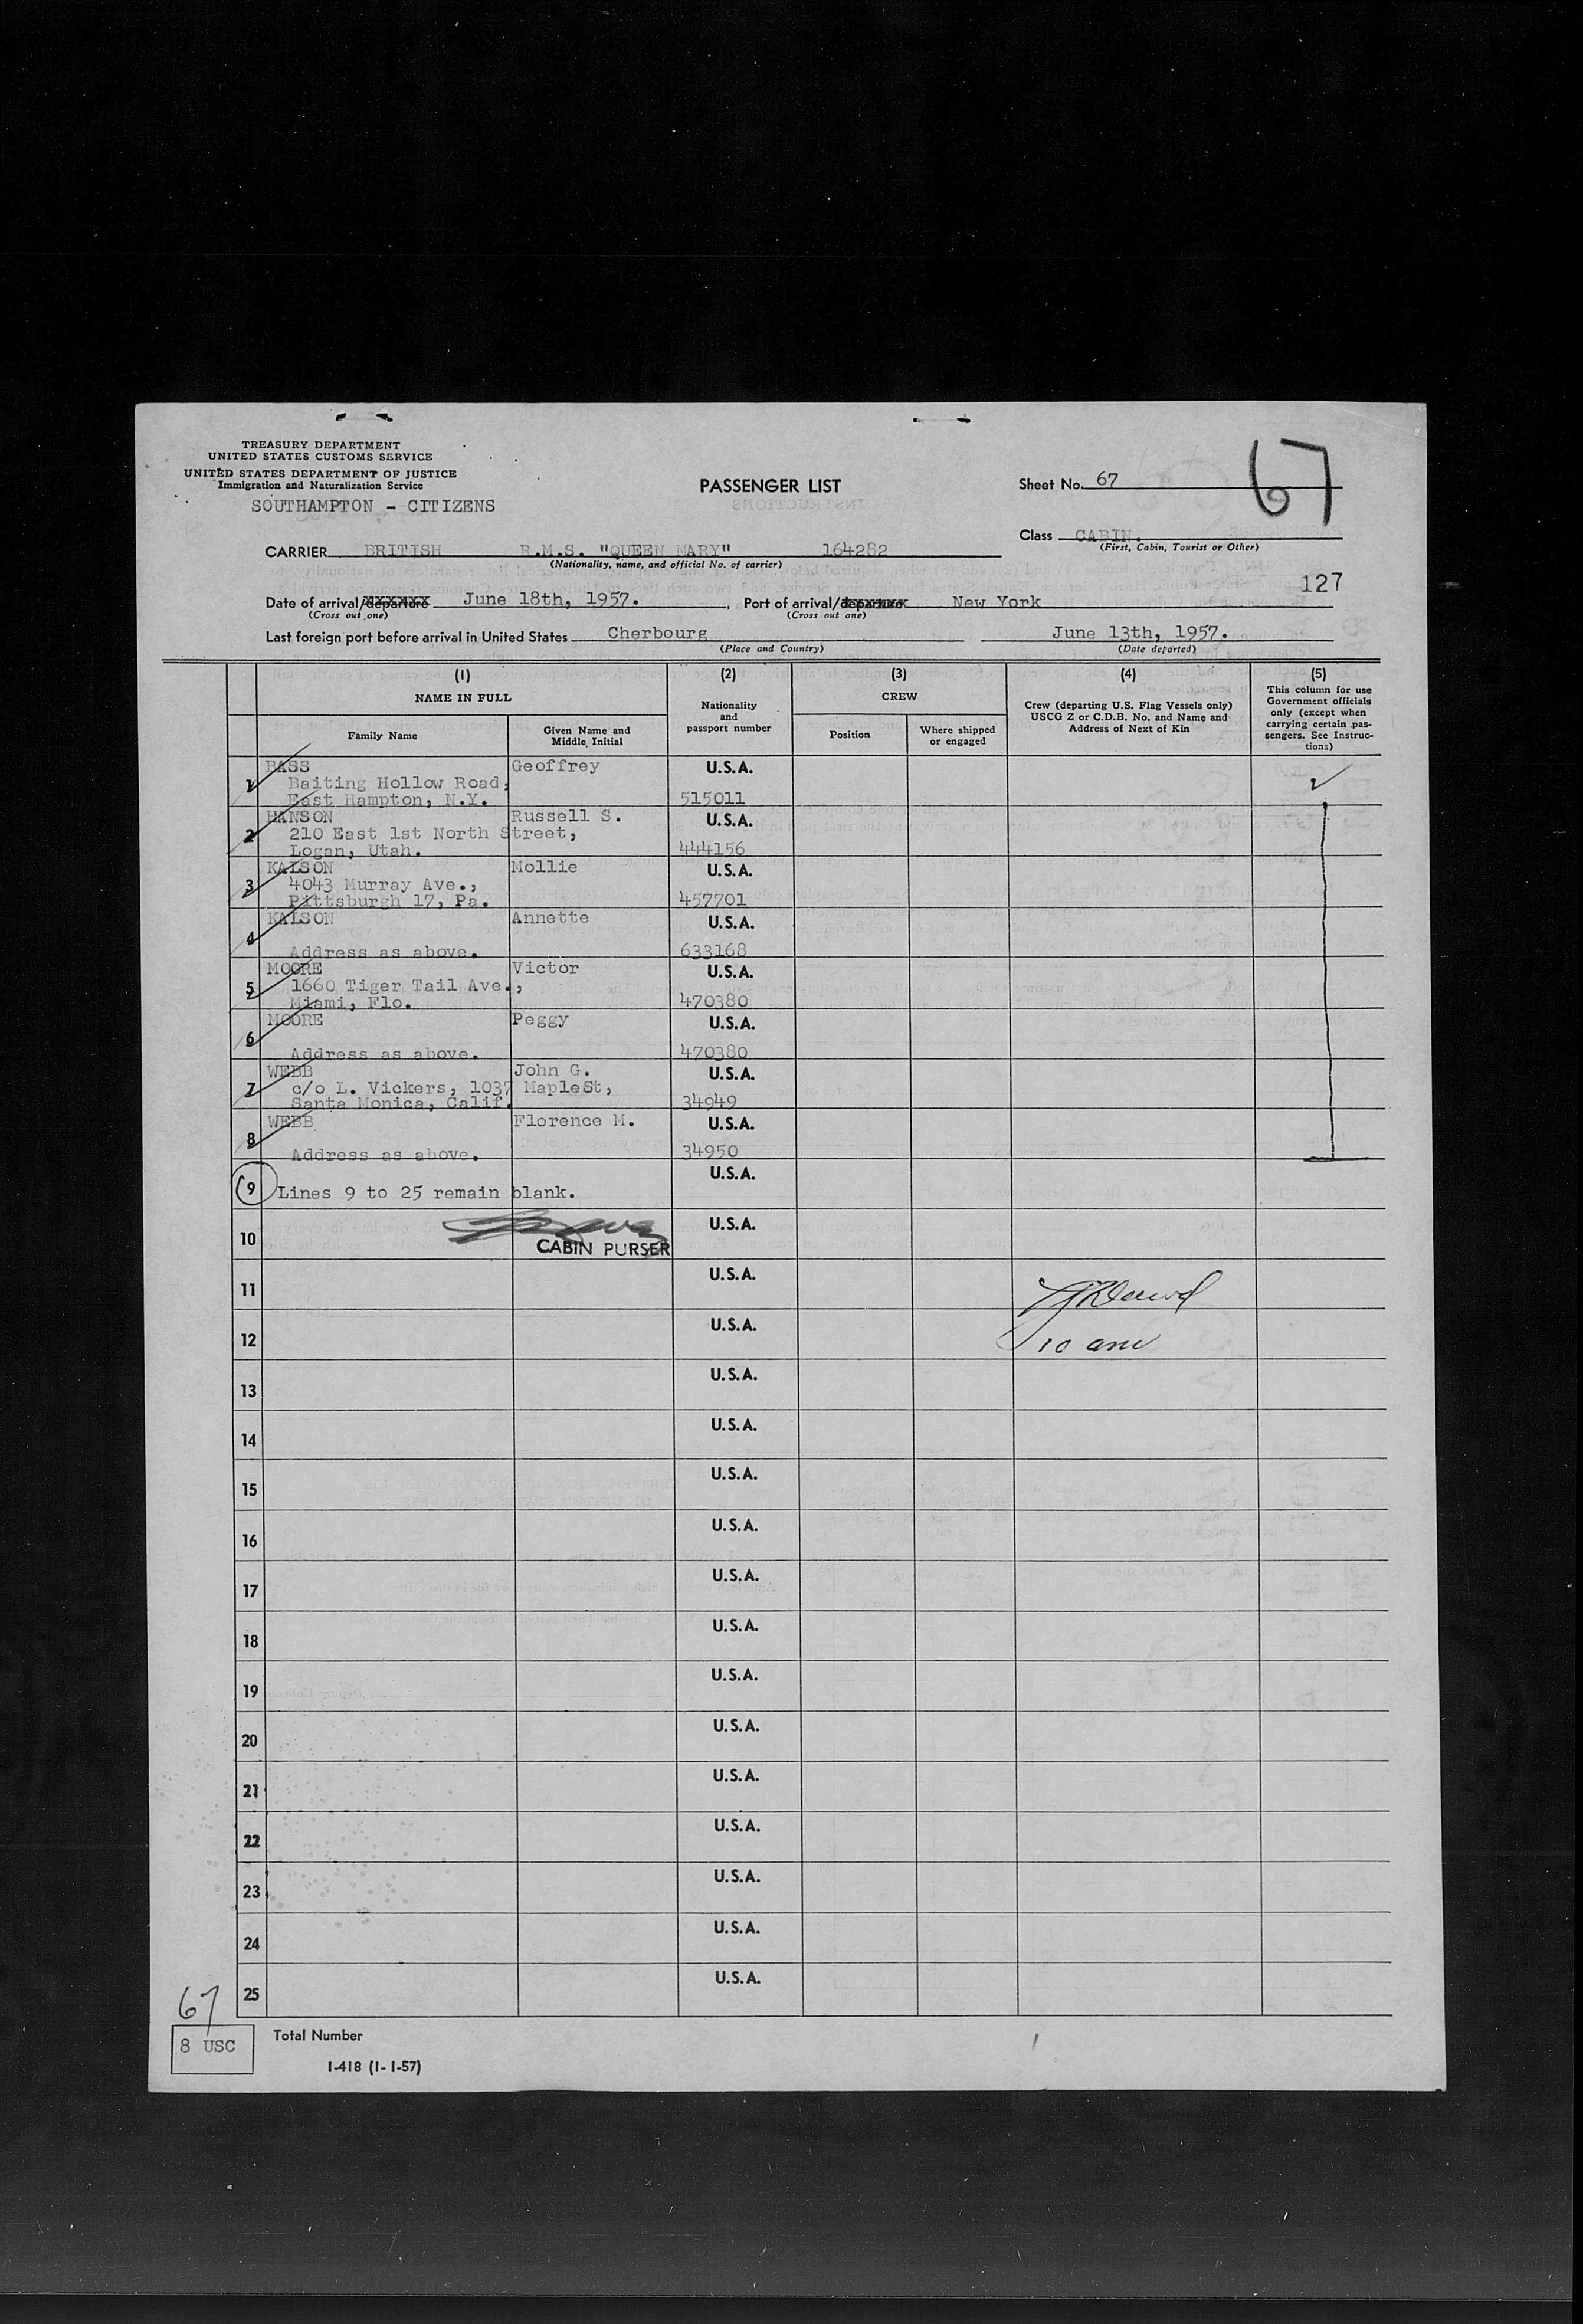 TREASURY DEPARTMENT
UNITED STATES CUSTOMS SERVICE
UNITED STATES DEPARTMENT OF JUSTICE
Immigration and Naturalization Service
SOUTHAMPTON - CITIZENS
PASSENGER LIST
Sheet No. 67
67
Class CABIN.
(First, Cabin, Tourist or Other)
CARRIER BRITISH R.M.S. "QUEEN MARY" 164282
(Nationality, name, and official No. of carrier)
127
Date of arrival/departure June 18th, 1957. , Port of arrival/departure New York
(Cross out one) (Cross out one)
Last foreign port before arrival in United States Cherbourg June 13th, 1957.
(Place and Country) (Date departed)
(1) (2) (3) (4) (5)
NAME IN FULL
Family Name
Given Name and Middle Initial
Nationality and passport number
CREW
Position
Where shipped or engaged
Crew (departing U.S. Flag Vessels only) USCG Z or C.D.B. No. and Name and Address of Next of Kin
This column for use Government officials only (except when carrying certain pas-sengers. See Instruc-tions)
1 BASS Geoffrey U.S.A.
Baiting Hollow Road,
East Hampton, N.Y. 515011
2 HANSON Russell S. U.S.A.
210 East 1st North Street,
Logan, Utah. 444156
3 KALSON Mollie U.S.A.
4043 Murray Ave.,
Pittsburgh 17, Pa. 457701
4 KALSON Annette U.S.A.
Address as above. 633168
5 MOORE Victor U.S.A.
1660 Tiger Tail Ave.,
Miami, Flo. 470380
6 MOORE Peggy U.S.A.
Address as above. 470380
7 WEBB John G. U.S.A.
c/o L. Vickers, 1037 MapleSt,
Santa Monica, Calif. 34949
8 WEBB Florence M. U.S.A.
Address as above. 34950
9 U.S.A.
Lines 9 to 25 remain blank.
10 U.S.A.
CABIN PURSER
11 U.S.A.
12 U.S.A.
10 am
13 U.S.A.
14 U.S.A.
15 U.S.A.
16 U.S.A.
17 U.S.A.
18 U.S.A.
19 U.S.A.
20 U.S.A.
21 U.S.A.
22 U.S.A.
23 U.S.A.
24 U.S.A.
25 U.S.A.
67
8 USC
Total Number
I-418 (1-1-57)